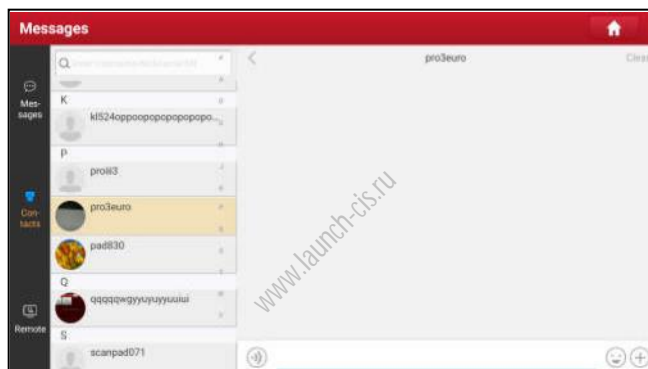 Messages
pro3euro
Clear
Mes-
sages
Con-
tacts
Remote
K
kl524oppoopopopopopopo...
P
proiii3
pro3euro
pad830
Q
qqqqqwgyyuyuyyuuiui
S
scanpad071
www.launch-cis.ru